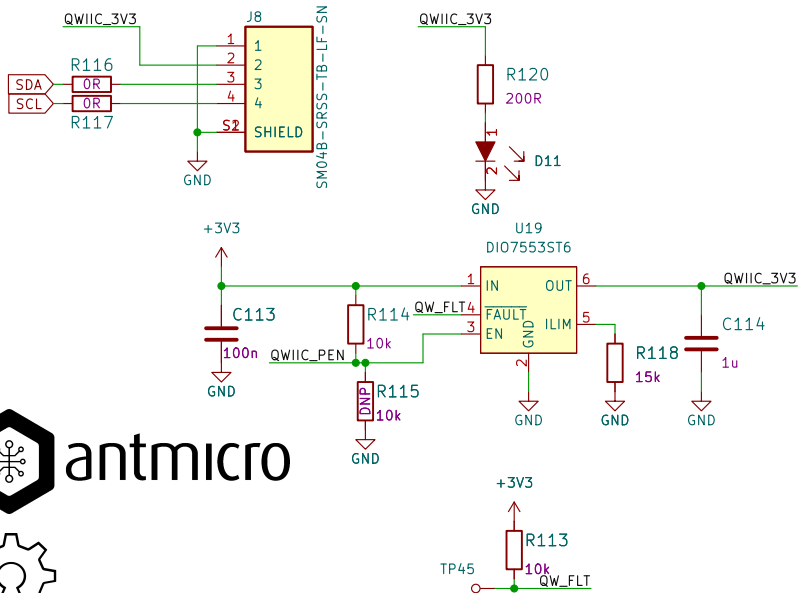 QWIIC_3V3
J8
SM04B-SRSS-TB-LF-SN
1 1
2 2
3 3
4 4
SHIELD
SDA
R116
0R
SCL
0R
R117
GND
QWIIC_3V3
R120
200R
1
2
D11
GND
+3V3
C113
100n
GND
R114
10k
QWIIC_PEN
DNP
R115
10k
GND
U19
DIO7553ST6
1 IN
QW_FLT 4 FAULT
3 EN
GND
2
OUT 6
ILIM 5
GND
R118
15k
GND
QWIIC_3V3
C114
1u
GND
antmicro
+3V3
R113
10k
TP45
QW_FLT